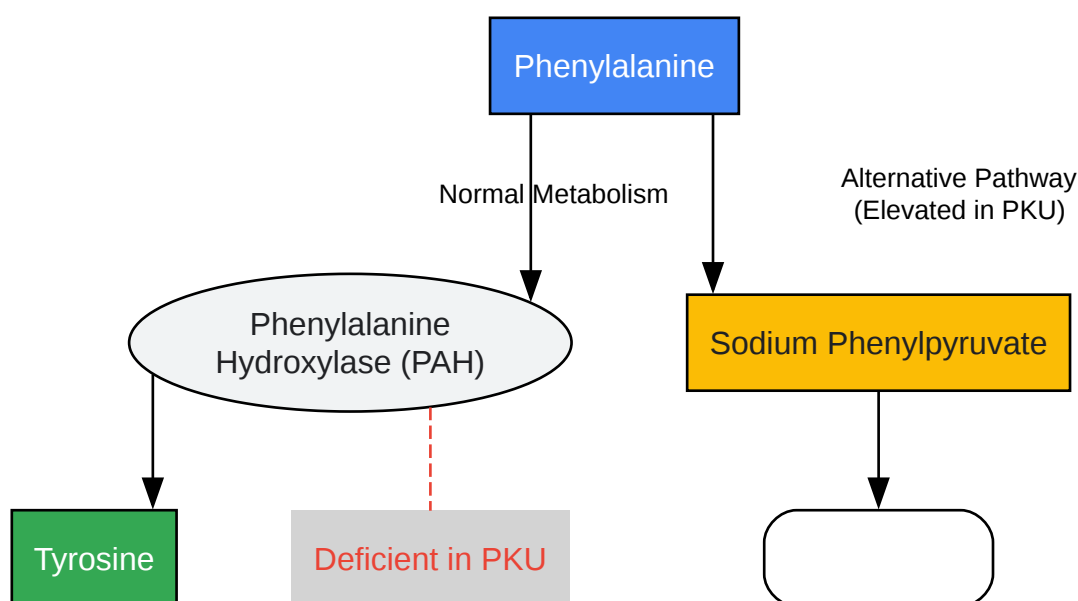 Phenylalanine
Normal Metabolism
Alternative Pathway
(Elevated in PKU)
Phenylalanine
Hydroxylase (PAH)
Sodium Phenylpyruvate
Tyrosine
Deficient in PKU